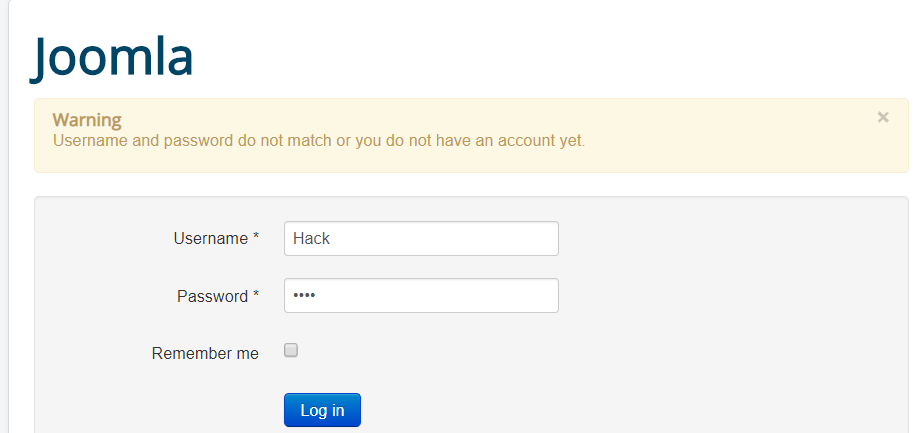 Joomla
Warning
×
Username and password do not match or you do not have an account yet.
Username *
Hack
Password *
••••
Remember me
Log in